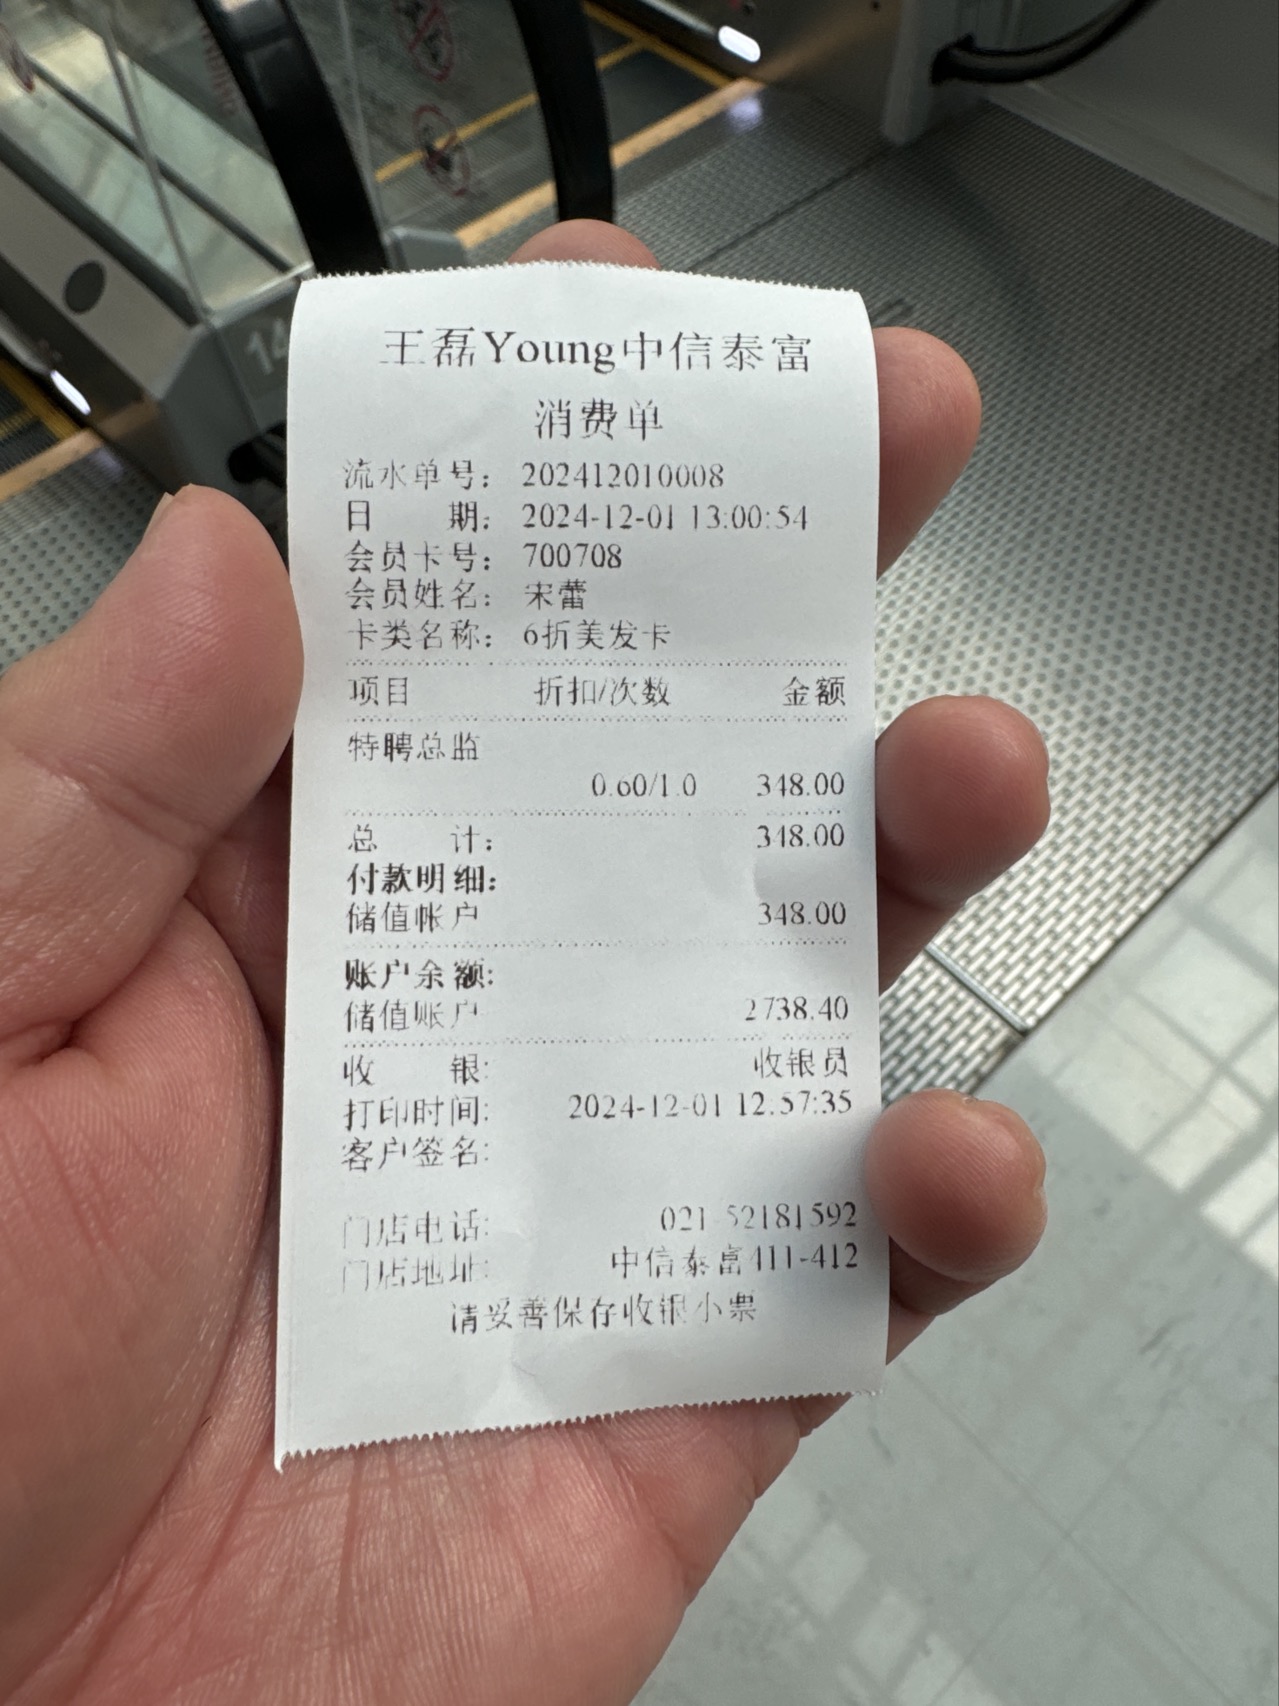 14
王磊Young中信泰富
消费单
流水单号： 202412010008
日　　期： 2024-12-01 13:00:54
会员卡号： 700708
会员姓名： 宋蕾
卡类名称： 6折美发卡
项目 折扣/次数 金额
特聘总监
0.60/1.0 348.00
总　　计： 348.00
付款明细：
储值帐户 348.00
账户余额：
储值账户 2738.40
收　　银: 收银员
打印时间: 2024-12-01 12:57:35
客户签名:
门店电话: 021-52181592
门店地址: 中信泰富411-412
请妥善保存收银小票